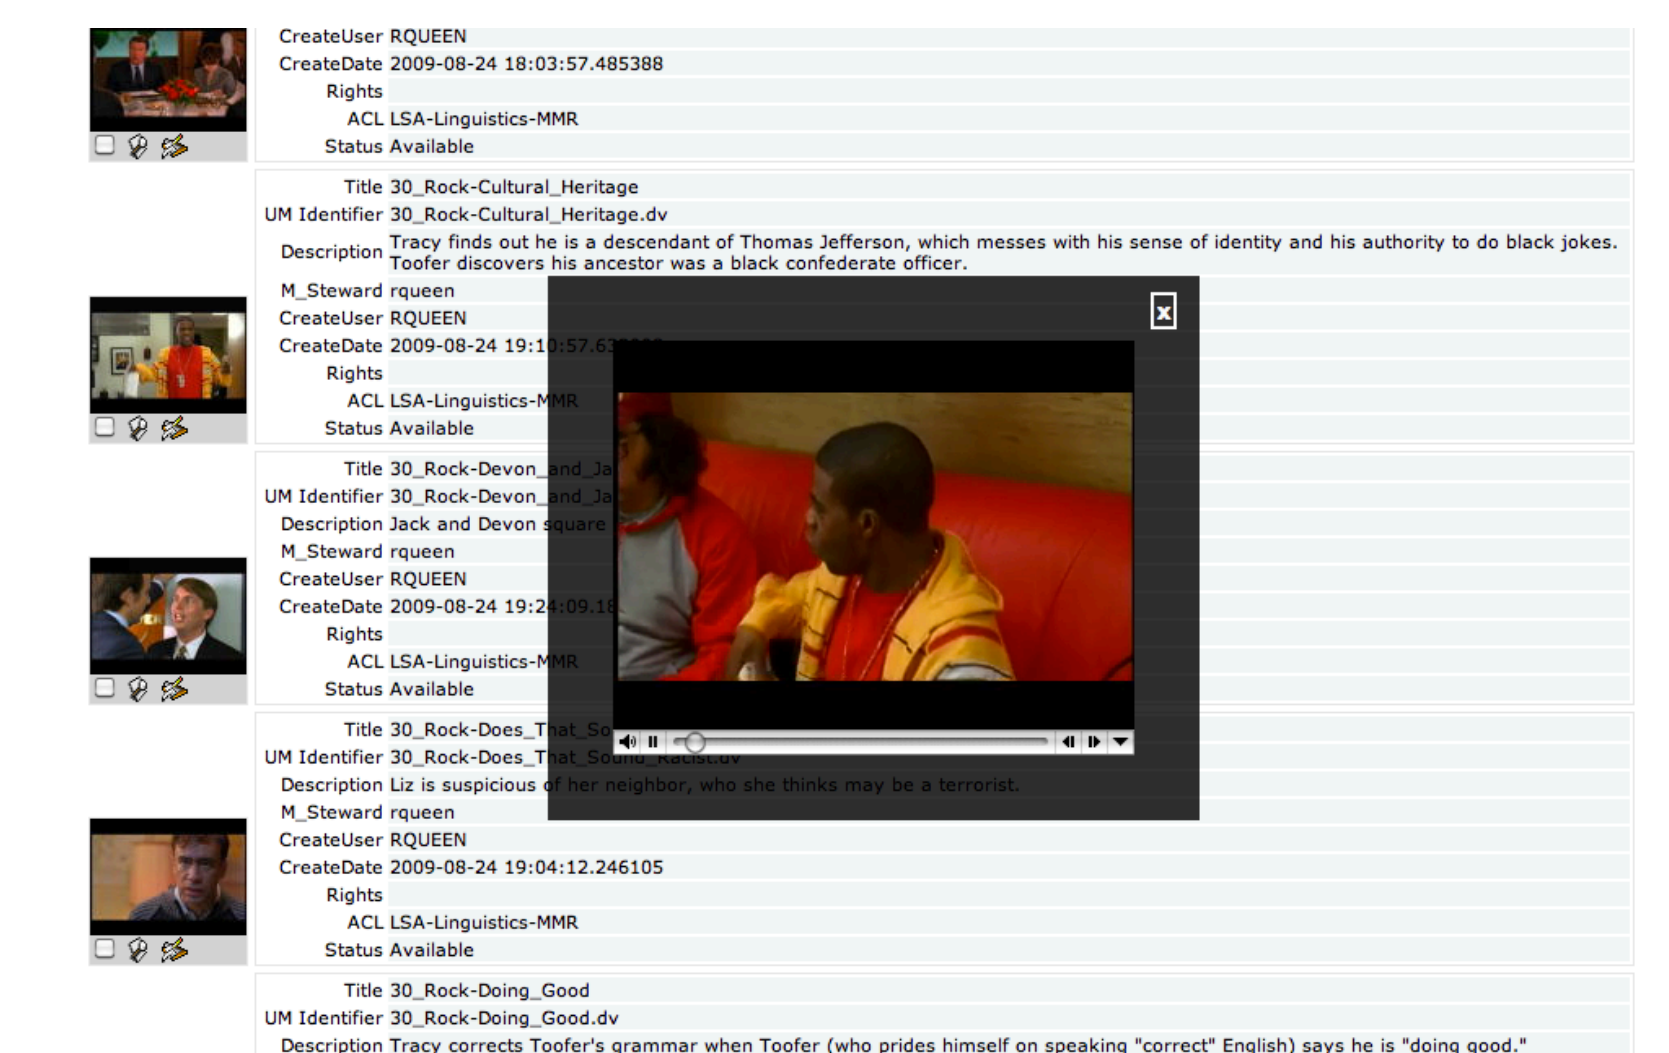 CreateUser RQUEEN
CreateDate 2009-08-24 18:03:57.485388
Rights
ACL LSA-Linguistics-MMR
Status Available
Title 30_Rock-Cultural_Heritage
UM Identifier 30_Rock-Cultural_Heritage.dv
Description Tracy finds out he is a descendant of Thomas Jefferson, which messes with his sense of identity and his authority to do black jokes.
Toofer discovers his ancestor was a black confederate officer.
M_Steward rqueen
CreateUser RQUEEN
x
CreateDate 2009-08-24 19:10:57.63
Rights
ACL LSA-Linguistics-MMR
Status Available
Title 30_Rock-Devon_and_Ja
UM Identifier 30_Rock-Devon_and_Ja
Description Jack and Devon square
M_Steward rqueen
CreateUser RQUEEN
CreateDate 2009-08-24 19:24:09.18
Rights
ACL LSA-Linguistics-MMR
Status Available
Title 30_Rock-Does_That_So
UM Identifier 30_Rock-Does_That_Sound_Racist.dv
Description Liz is suspicious of her neighbor, who she thinks may be a terrorist.
M_Steward rqueen
CreateUser RQUEEN
CreateDate 2009-08-24 19:04:12.246105
Rights
ACL LSA-Linguistics-MMR
Status Available
Title 30_Rock-Doing_Good
UM Identifier 30_Rock-Doing_Good.dv
Description Tracy corrects Toofer's grammar when Toofer (who prides himself on speaking "correct" English) says he is "doing good."